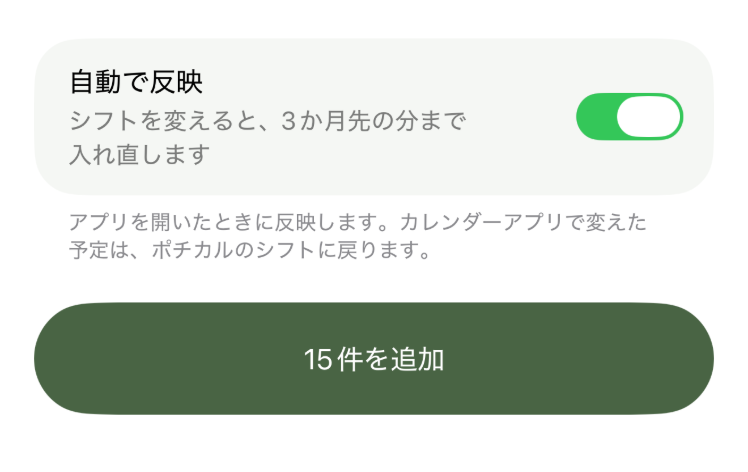 自動で反映
シフトを変えると、3か月先の分まで
入れ直します
アプリを開いたときに反映します。カレンダーアプリで変えた
予定は、ポチカルのシフトに戻ります。
15件を追加